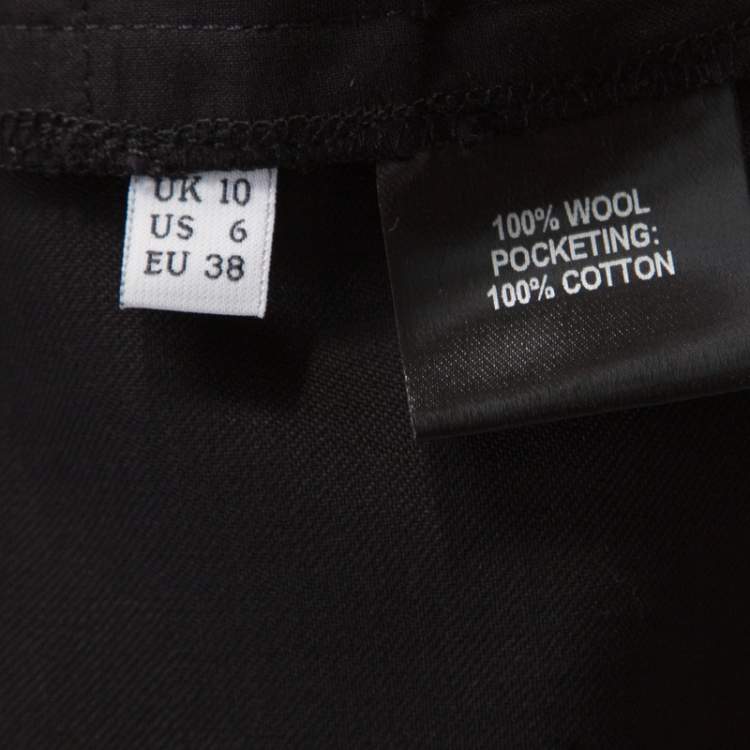 UK 10
US 6
EU 38
100% WOOL
POCKETING:
100% COTTON